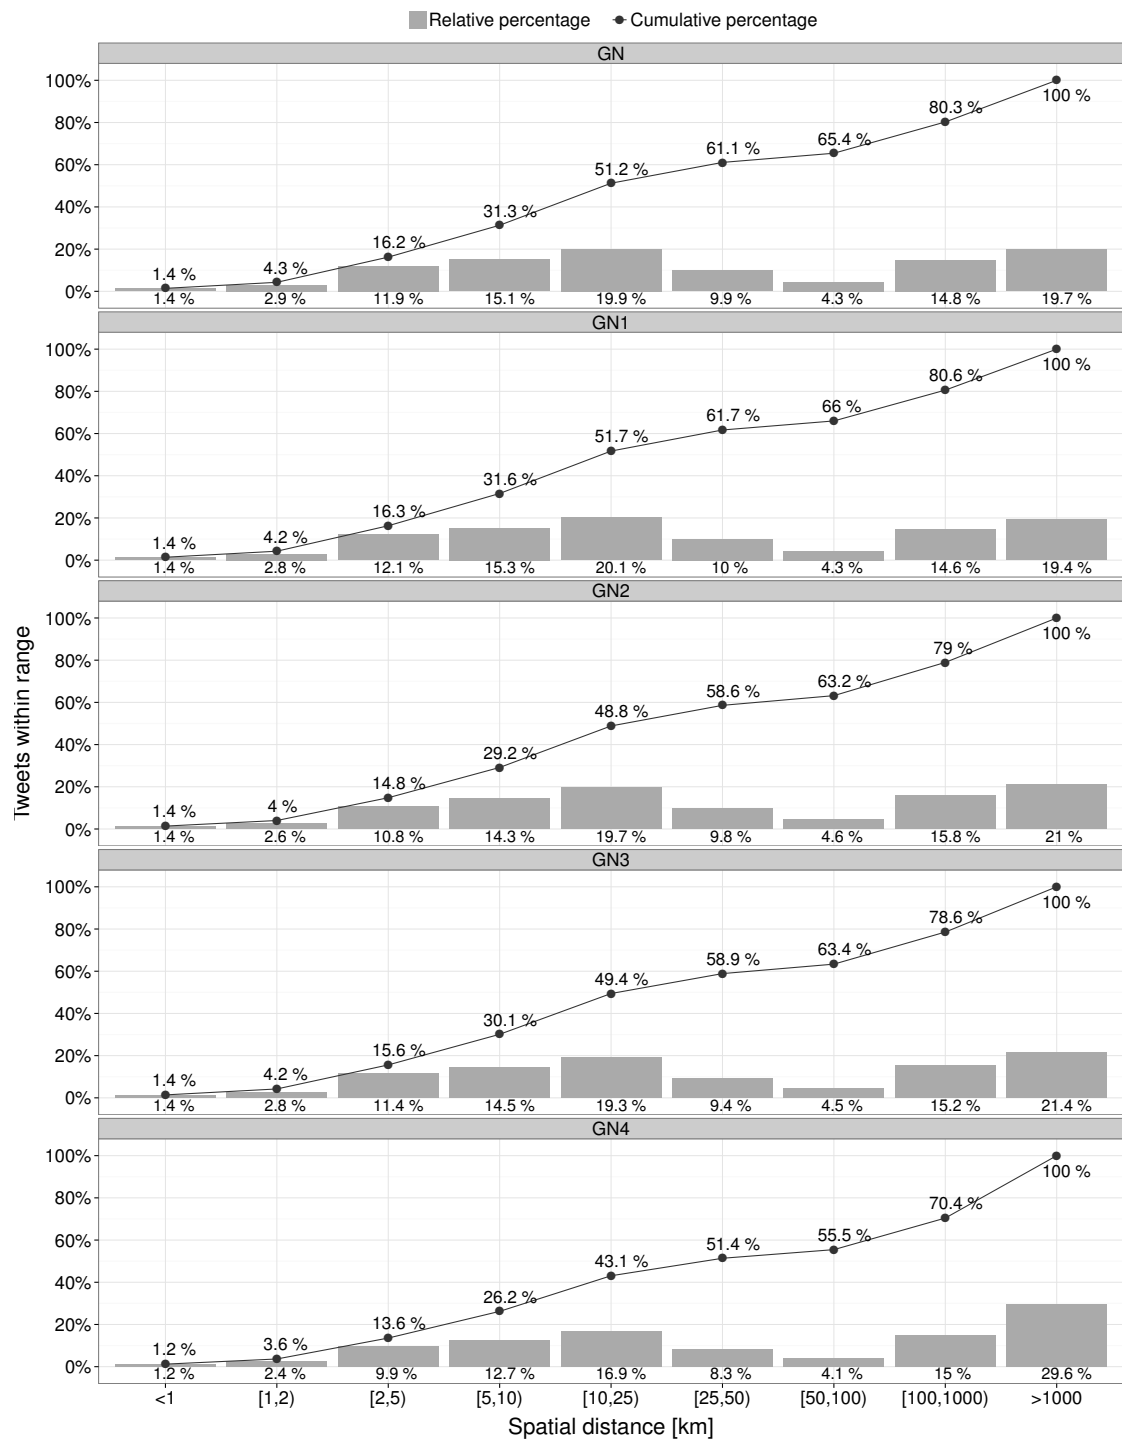 Relative percentage Cumulative percentage
GN
100%
80%
60%
40%
20%
0%
1.4 % 4.3 % 16.2 % 31.3 % 51.2 % 61.1 % 65.4 % 80.3 % 100 %
1.4 % 2.9 % 11.9 % 15.1 % 19.9 % 9.9 % 4.3 % 14.8 % 19.7 %
GN1
100%
80%
60%
40%
20%
0%
1.4 % 4.2 % 16.3 % 31.6 % 51.7 % 61.7 % 66 % 80.6 % 100 %
1.4 % 2.8 % 12.1 % 15.3 % 20.1 % 10 % 4.3 % 14.6 % 19.4 %
GN2
100%
80%
60%
40%
20%
0%
1.4 % 4 % 14.8 % 29.2 % 48.8 % 58.6 % 63.2 % 79 % 100 %
1.4 % 2.6 % 10.8 % 14.3 % 19.7 % 9.8 % 4.6 % 15.8 % 21 %
GN3
100%
80%
60%
40%
20%
0%
1.4 % 4.2 % 15.6 % 30.1 % 49.4 % 58.9 % 63.4 % 78.6 % 100 %
1.4 % 2.8 % 11.4 % 14.5 % 19.3 % 9.4 % 4.5 % 15.2 % 21.4 %
GN4
100%
80%
60%
40%
20%
0%
1.2 % 3.6 % 13.6 % 26.2 % 43.1 % 51.4 % 55.5 % 70.4 % 100 %
1.2 % 2.4 % 9.9 % 12.7 % 16.9 % 8.3 % 4.1 % 15 % 29.6 %
<1 [1,2) [2,5) [5,10) [10,25) [25,50) [50,100) [100,1000) >1000
Spatial distance [km]
Tweets within range